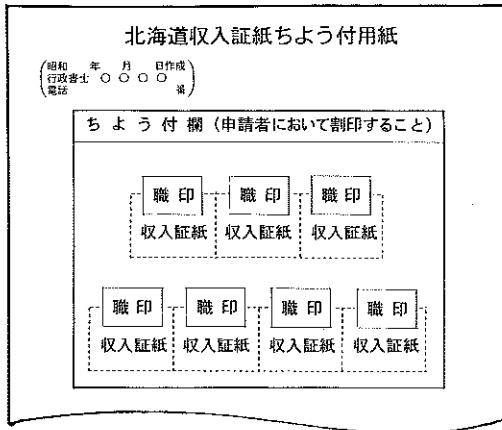 北海道収入証紙ちよう付用紙
(昭和 年 月 日作成
行政書士 ○ ○ ○ ○
電話 番)
ちよう付欄(申請者において割印すること)
職印 職印 職印
収入証紙 収入証紙 収入証紙
職印 職印 職印 職印
収入証紙 収入証紙 収入証紙 収入証紙